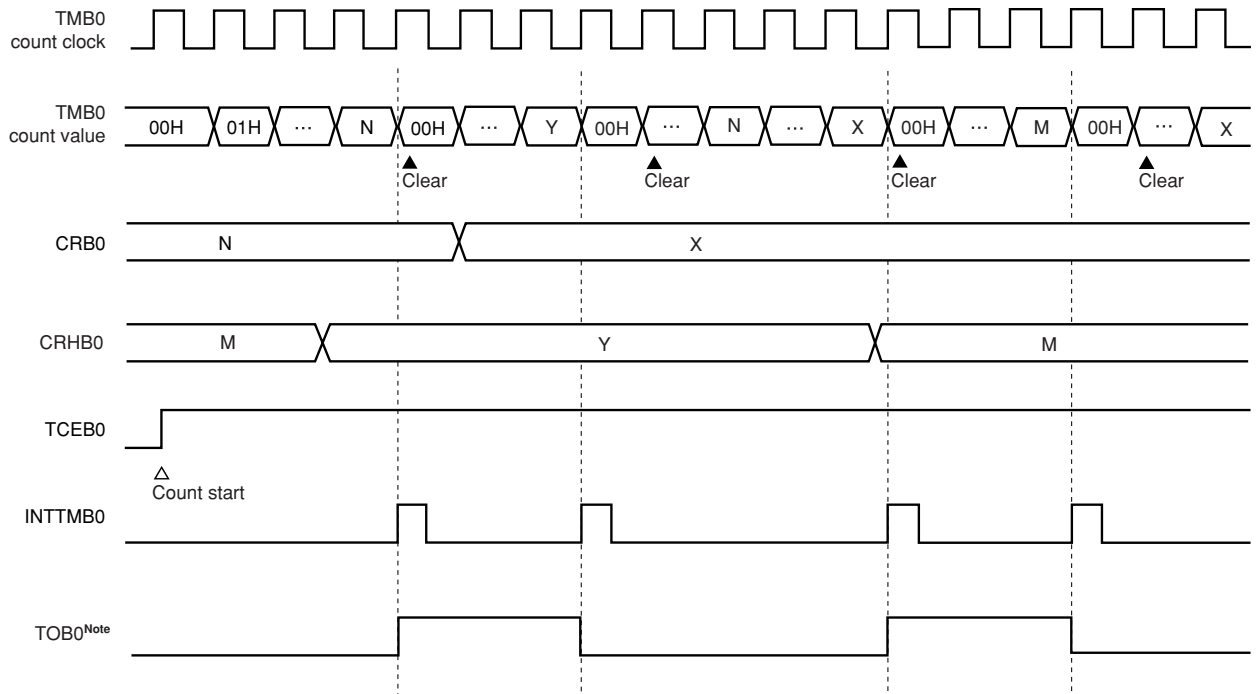 TMB0
count clock
TMB0
count value
00H 01H ... N 00H ... Y 00H ... N ... X 00H ... M 00H ... X
Clear Clear Clear Clear
CRB0 N X
CRHB0 M Y M
TCEB0
Count start
INTTMB0
TOB0Note